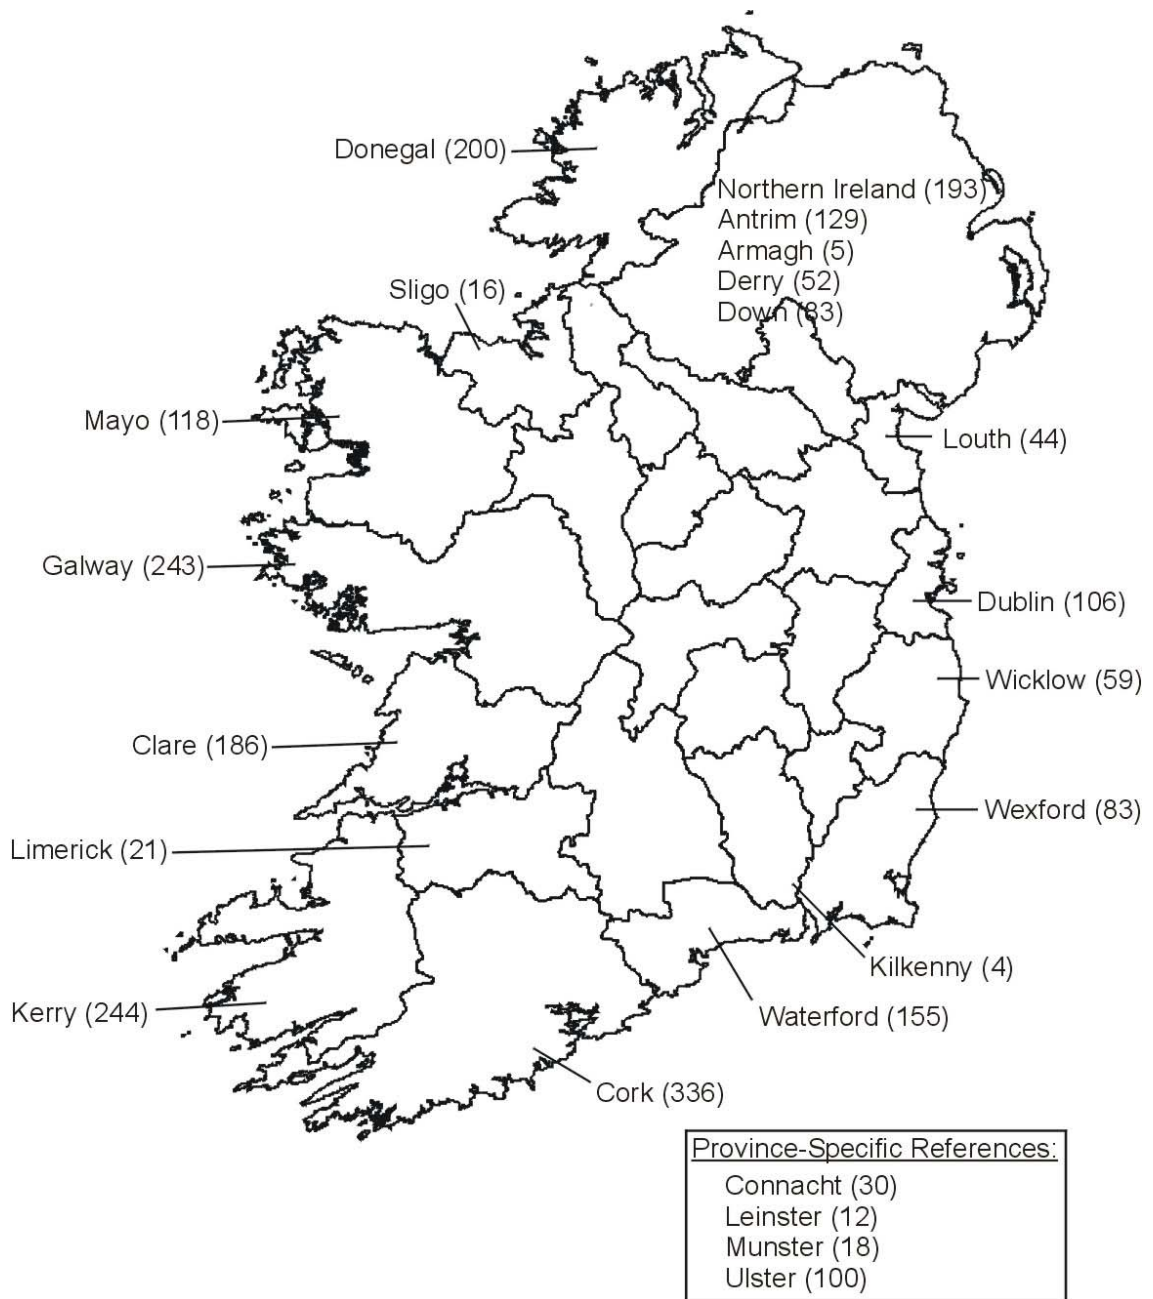 Donegal (200)
Northern Ireland (193)
Antrim (129)
Armagh (5)
Derry (52)
Down (83)
Sligo (16)
Mayo (118)
Louth (44)
Galway (243)
Dublin (106)
Wicklow (59)
Clare (186)
Wexford (83)
Limerick (21)
Kilkenny (4)
Kerry (244)
Waterford (155)
Cork (336)
Province-Specific References:
Connacht (30)
Leinster (12)
Munster (18)
Ulster (100)